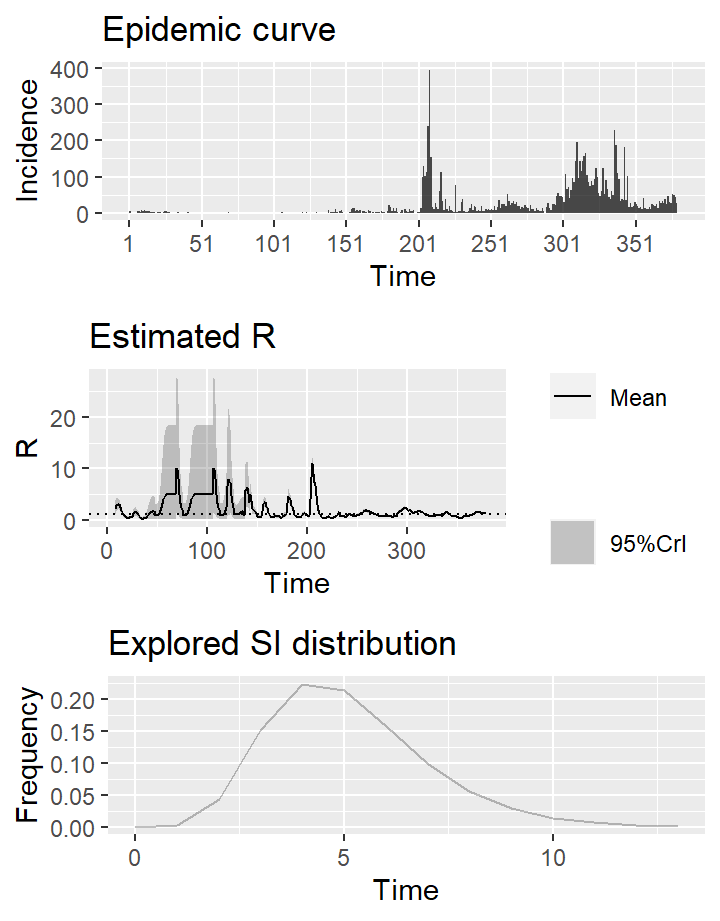 Epidemic curve
Incidence
400
300
200
100
0
1 51 101 151 201 251 301 351
Time
Estimated R
R
20
10
0
0 100 200 300
Time
Mean
95%CrI
Explored SI distribution
Frequency
0.20
0.15
0.10
0.05
0.00
0 5 10
Time